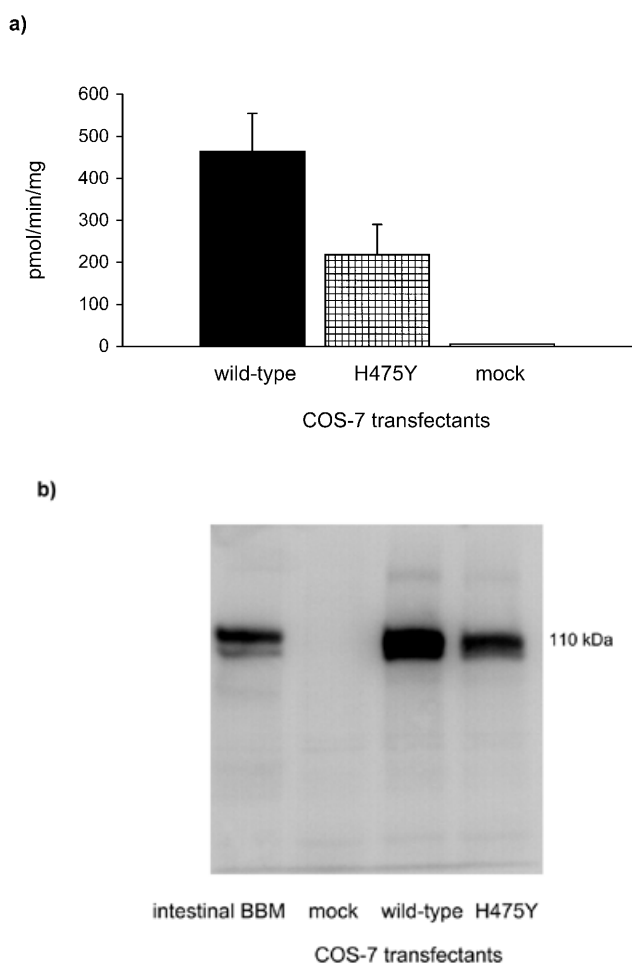 a)
600
500
400
300
200
100
0
pmol/min/mg
wild-type H475Y mock
COS-7 transfectants
b)
110 kDa
intestinal BBM mock wild-type H475Y
COS-7 transfectants